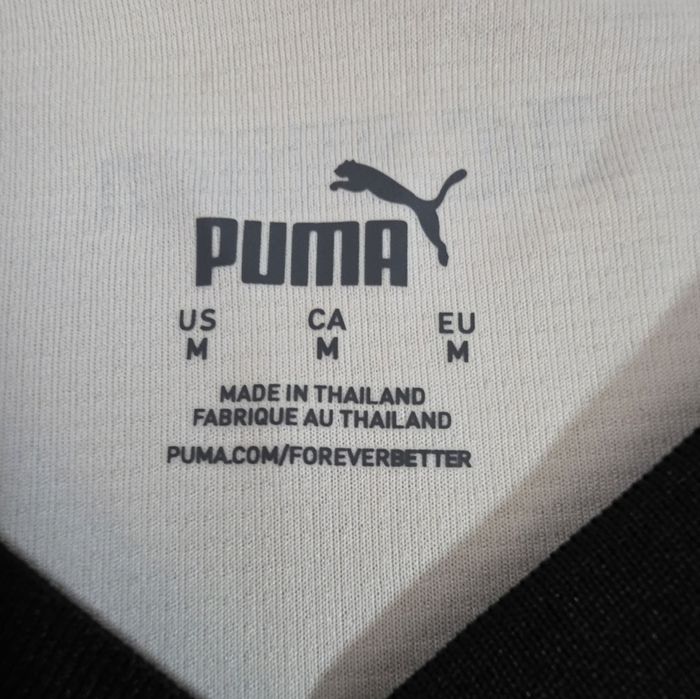 PUMA
US CA EU
M M M
MADE IN THAILAND
FABRIQUE AU THAILAND
PUMA.COM/FOREVERBETTER